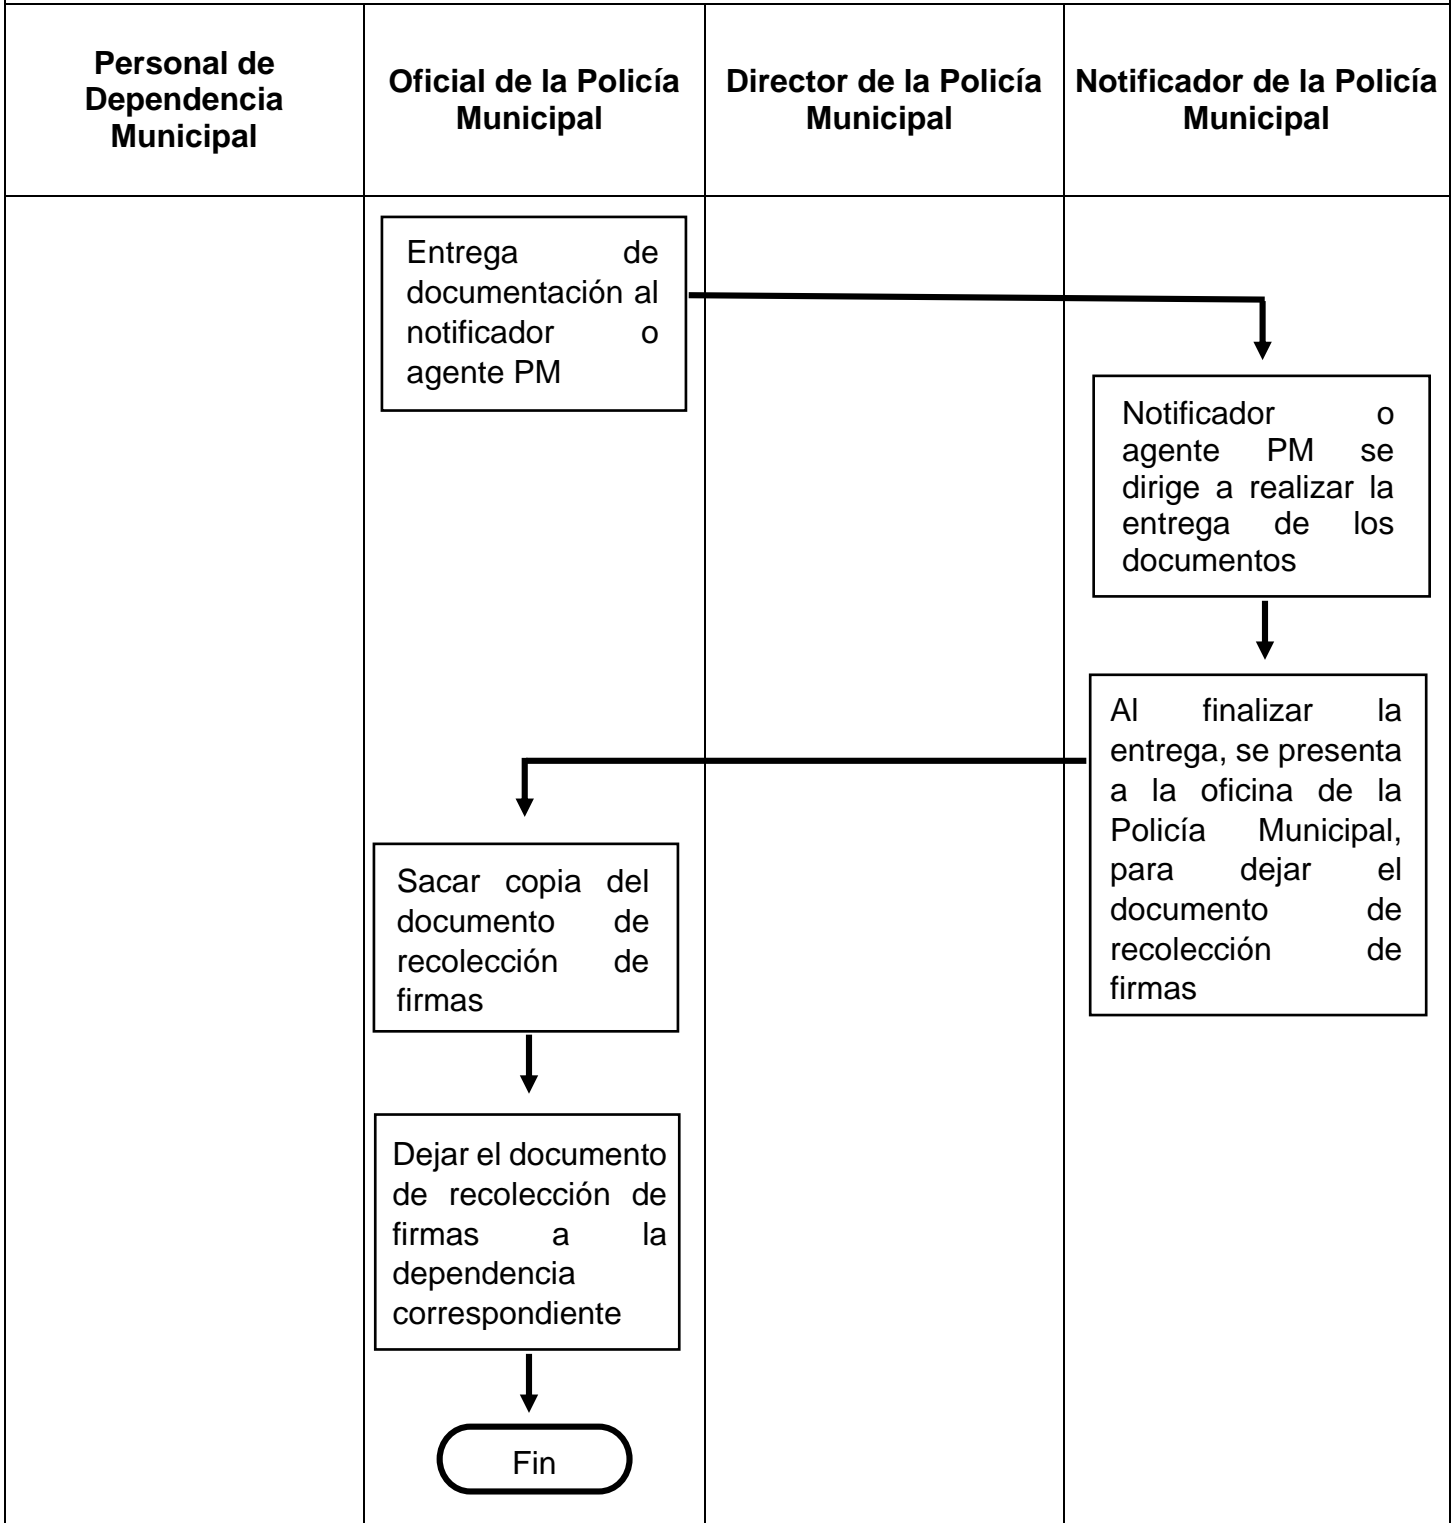 Personal de
Dependencia
Municipal
Oficial de la Policía
Municipal
Director de la Policía
Municipal
Notificador de la Policía
Municipal
Entrega de
documentación al
notificador o
agente PM
Notificador o
agente PM se
dirige a realizar la
entrega de los
documentos
Al finalizar la
entrega, se presenta
a la oficina de la
Policía Municipal,
para dejar el
documento de
recolección de
firmas
Sacar copia del
documento de
recolección de
firmas
Dejar el documento
de recolección de
firmas a la
dependencia
correspondiente
Fin